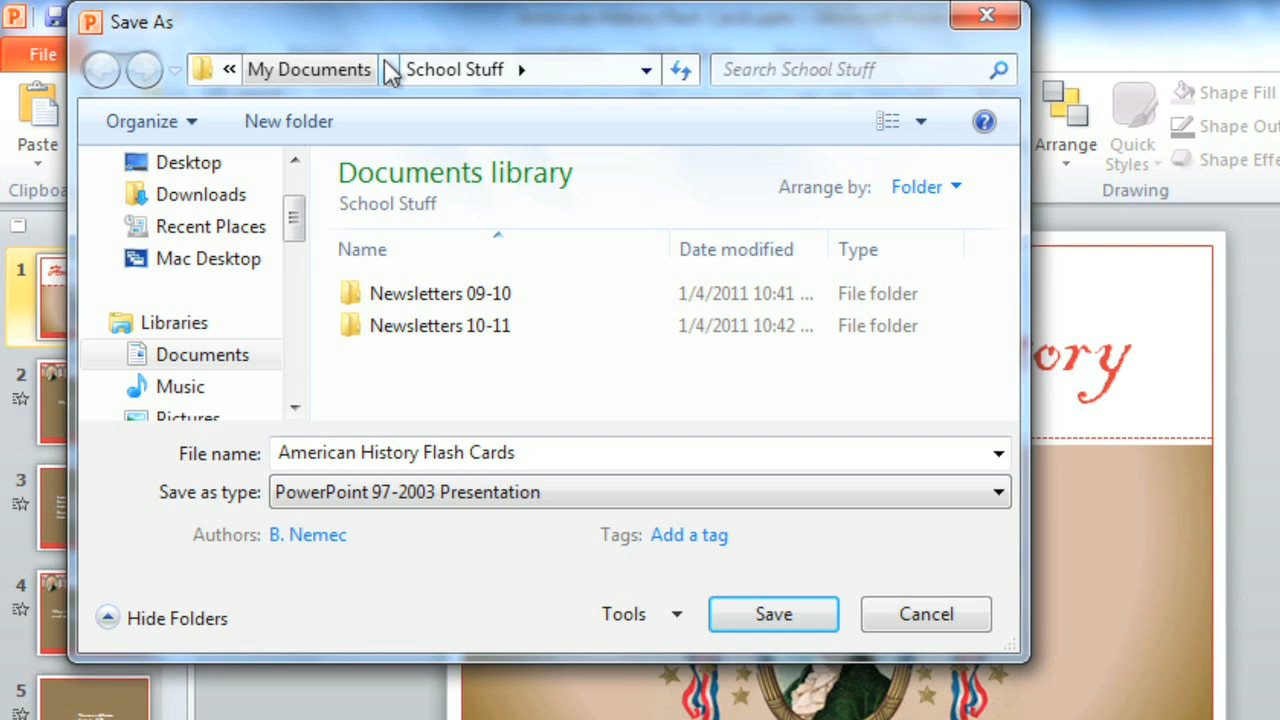 Save As
File
« My Documents School Stuff
Search School Stuff
Organize
New folder
Paste
Arrange
Quick
Styles
Shape Fill
Shape Ou
Shape Effe
Clipboa
Drawing
Desktop
Downloads
Recent Places
Mac Desktop
Libraries
Documents
Music
Pictures
Documents library
School Stuff
Arrange by: Folder
Name Date modified Type
Newsletters 09-10 1/4/2011 10:41 ... File folder
Newsletters 10-11 1/4/2011 10:42 ... File folder
File name: American History Flash Cards
Save as type: PowerPoint 97-2003 Presentation
Authors: B. Nemec Tags: Add a tag
Hide Folders
Tools Save Cancel
1
2
3
4
5
ory